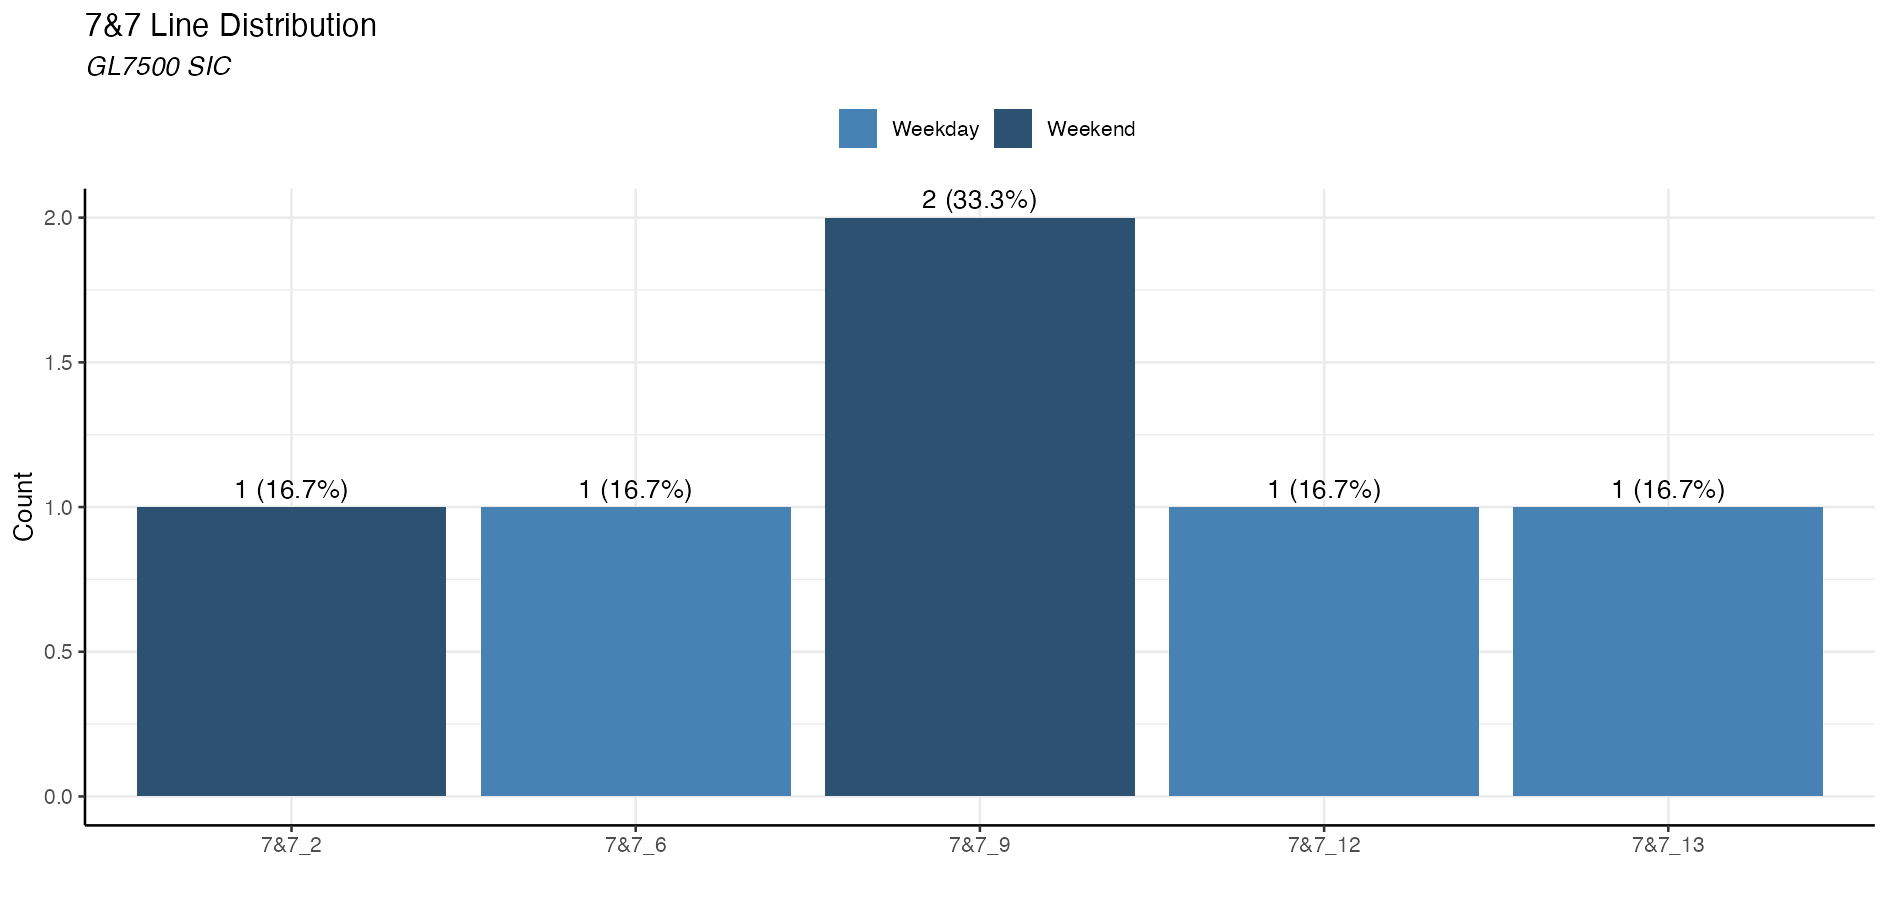 7&7 Line Distribution
GL7500 SIC
Weekday Weekend
2 (33.3%)
2.0
1.5
1 (16.7%) 1 (16.7%) 1 (16.7%) 1 (16.7%)
1.0
Count
0.5
0.0
7&7_2 7&7_6 7&7_9 7&7_12 7&7_13